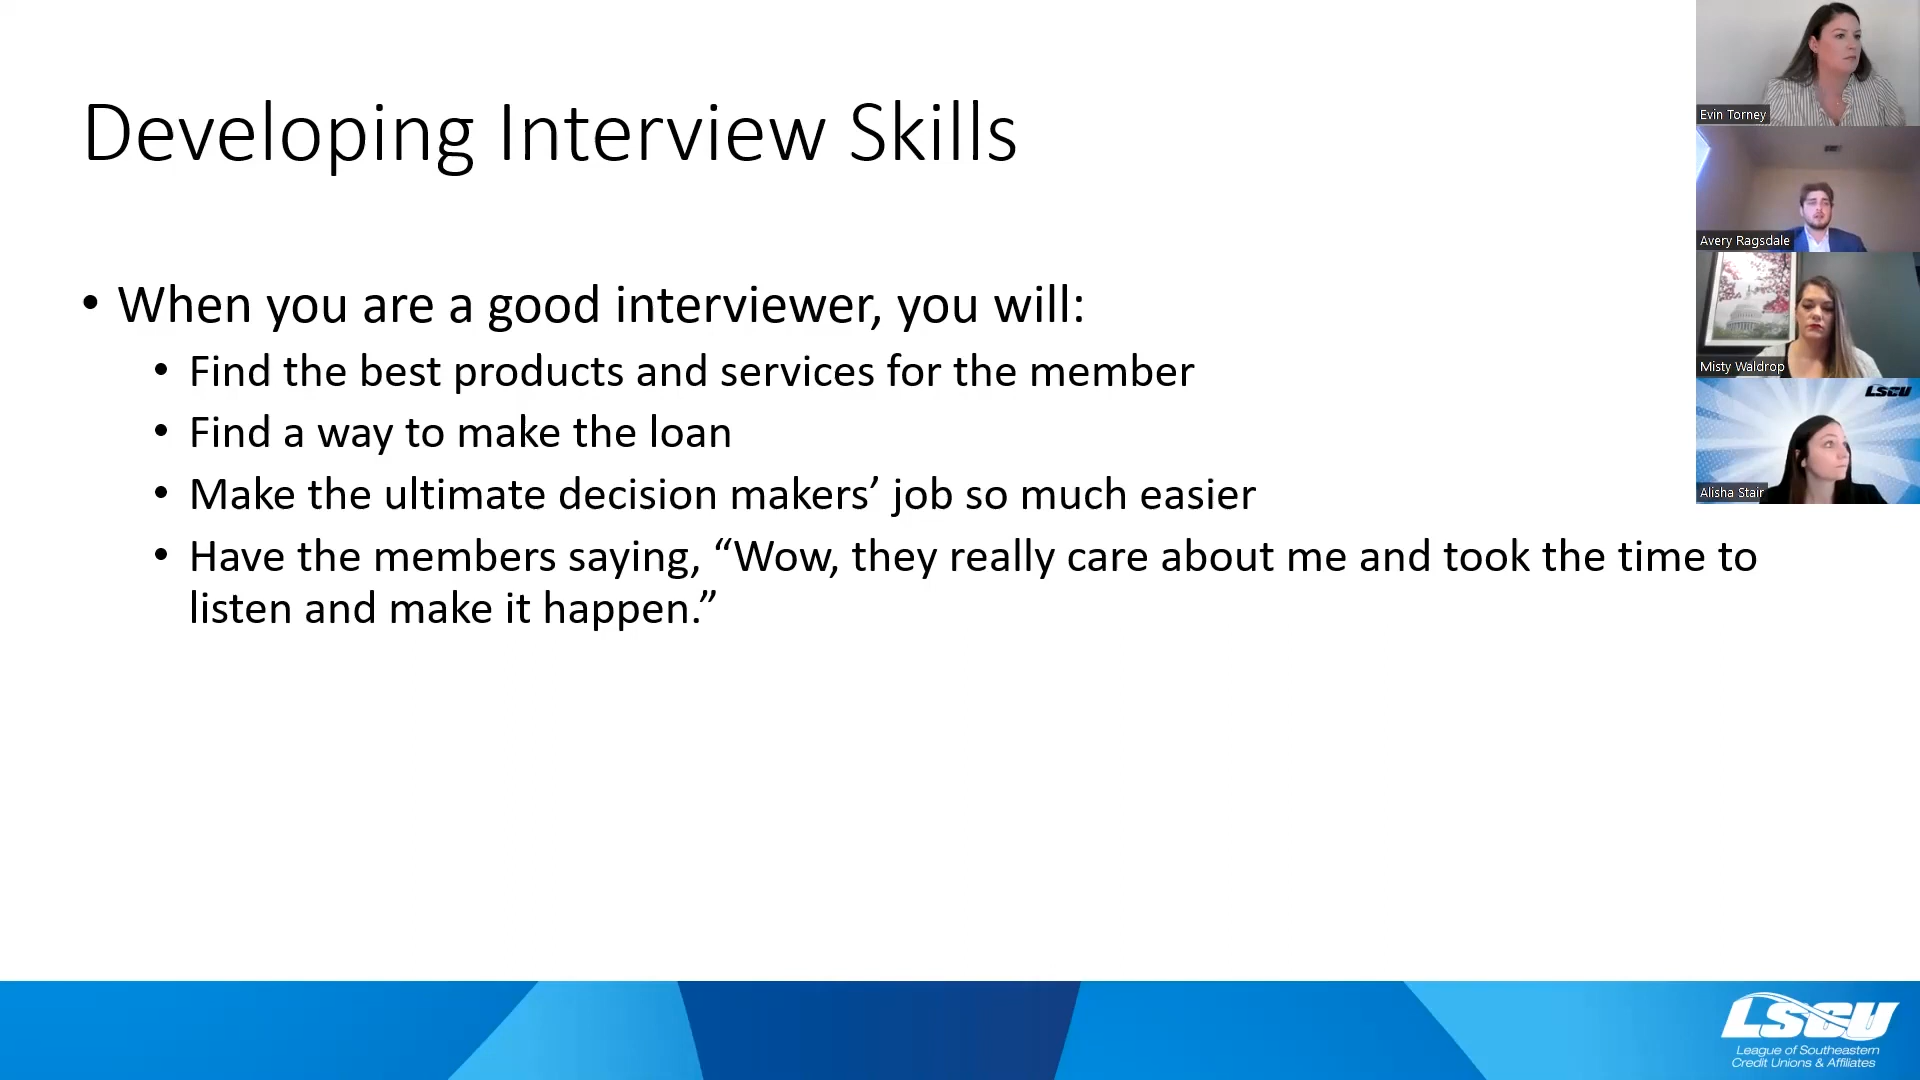 Developing Interview Skills
• When you are a good interviewer, you will:
• Find the best products and services for the member
• Find a way to make the loan
• Make the ultimate decision makers’ job so much easier
• Have the members saying, “Wow, they really care about me and took the time to
listen and make it happen.”
Evin Torney
Avery Ragsdale
Misty Waldrop
LSCU
Alisha Stair
LSCU
League of Southeastern
Credit Unions & Affiliates